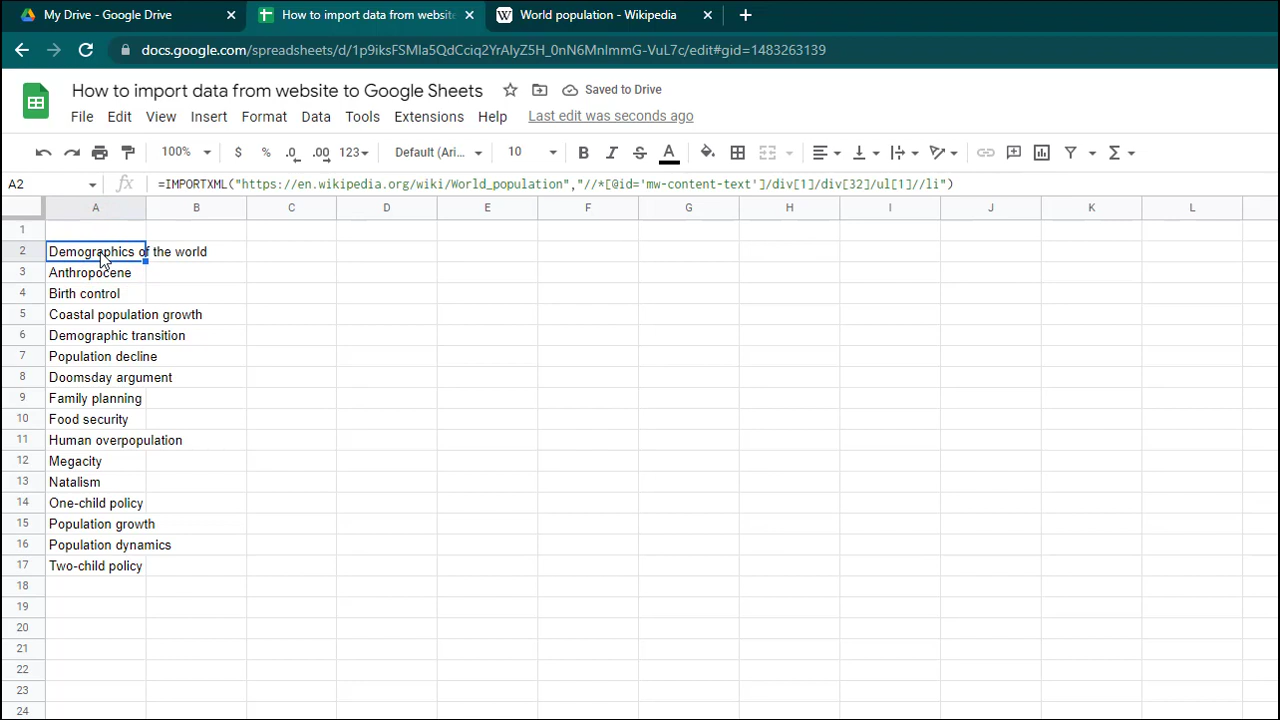 My Drive - Google Drive
How to import data from website
World population - Wikipedia
docs.google.com/spreadsheets/d/1p9iksFSMla5QdCciq2YrAlyZ5H_0nN6MnlmmG-VuL7c/edit#gid=1483263139
How to import data from website to Google Sheets
Saved to Drive
File Edit View Insert Format Data Tools Extensions Help Last edit was seconds ago
100% $ % .0 .00 123 Default (Ari... 10 B I S A Σ
A2 fx =IMPORTXML("https://en.wikipedia.org/wiki/World_population","//*[@id='mw-content-text']/div[1]/div[32]/ul[1]//li")
A B C D E F G H I J K L
1
2 Demographics of the world
3 Anthropocene
4 Birth control
5 Coastal population growth
6 Demographic transition
7 Population decline
8 Doomsday argument
9 Family planning
10 Food security
11 Human overpopulation
12 Megacity
13 Natalism
14 One-child policy
15 Population growth
16 Population dynamics
17 Two-child policy
18
19
20
21
22
23
24